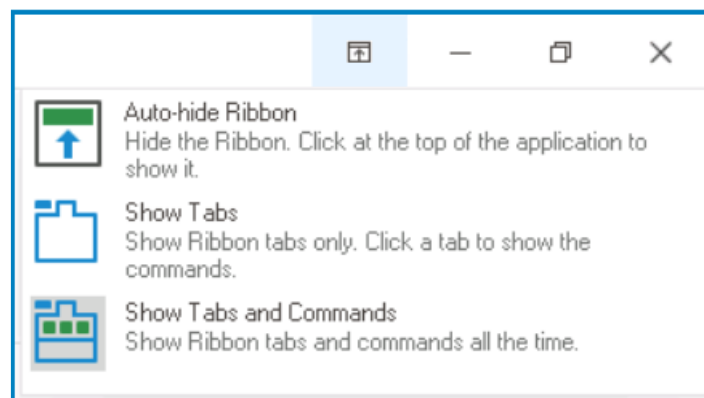 Auto-hide Ribbon
Hide the Ribbon. Click at the top of the application to
show it.
Show Tabs
Show Ribbon tabs only. Click a tab to show the
commands.
Show Tabs and Commands
Show Ribbon tabs and commands all the time.